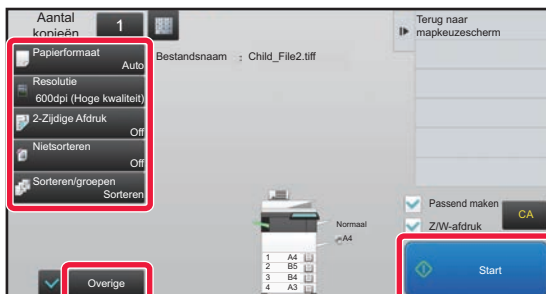 Aantal
kopieën
1
Papierformaat
Auto
Resolutie
600dpi (Hoge kwaliteit)
2-Zijdige Afdruk
Off
Nietsorteren
Off
Sorteren/groepen
Sorteren
Overige
Bestandsnaam : Child_File2.tiff
Normaal
A4
1 A4
2 B5
3 B4
4 A3
Terug naar
mapkeuzescherm
Passend maken
Z/W-afdruk
CA
Start